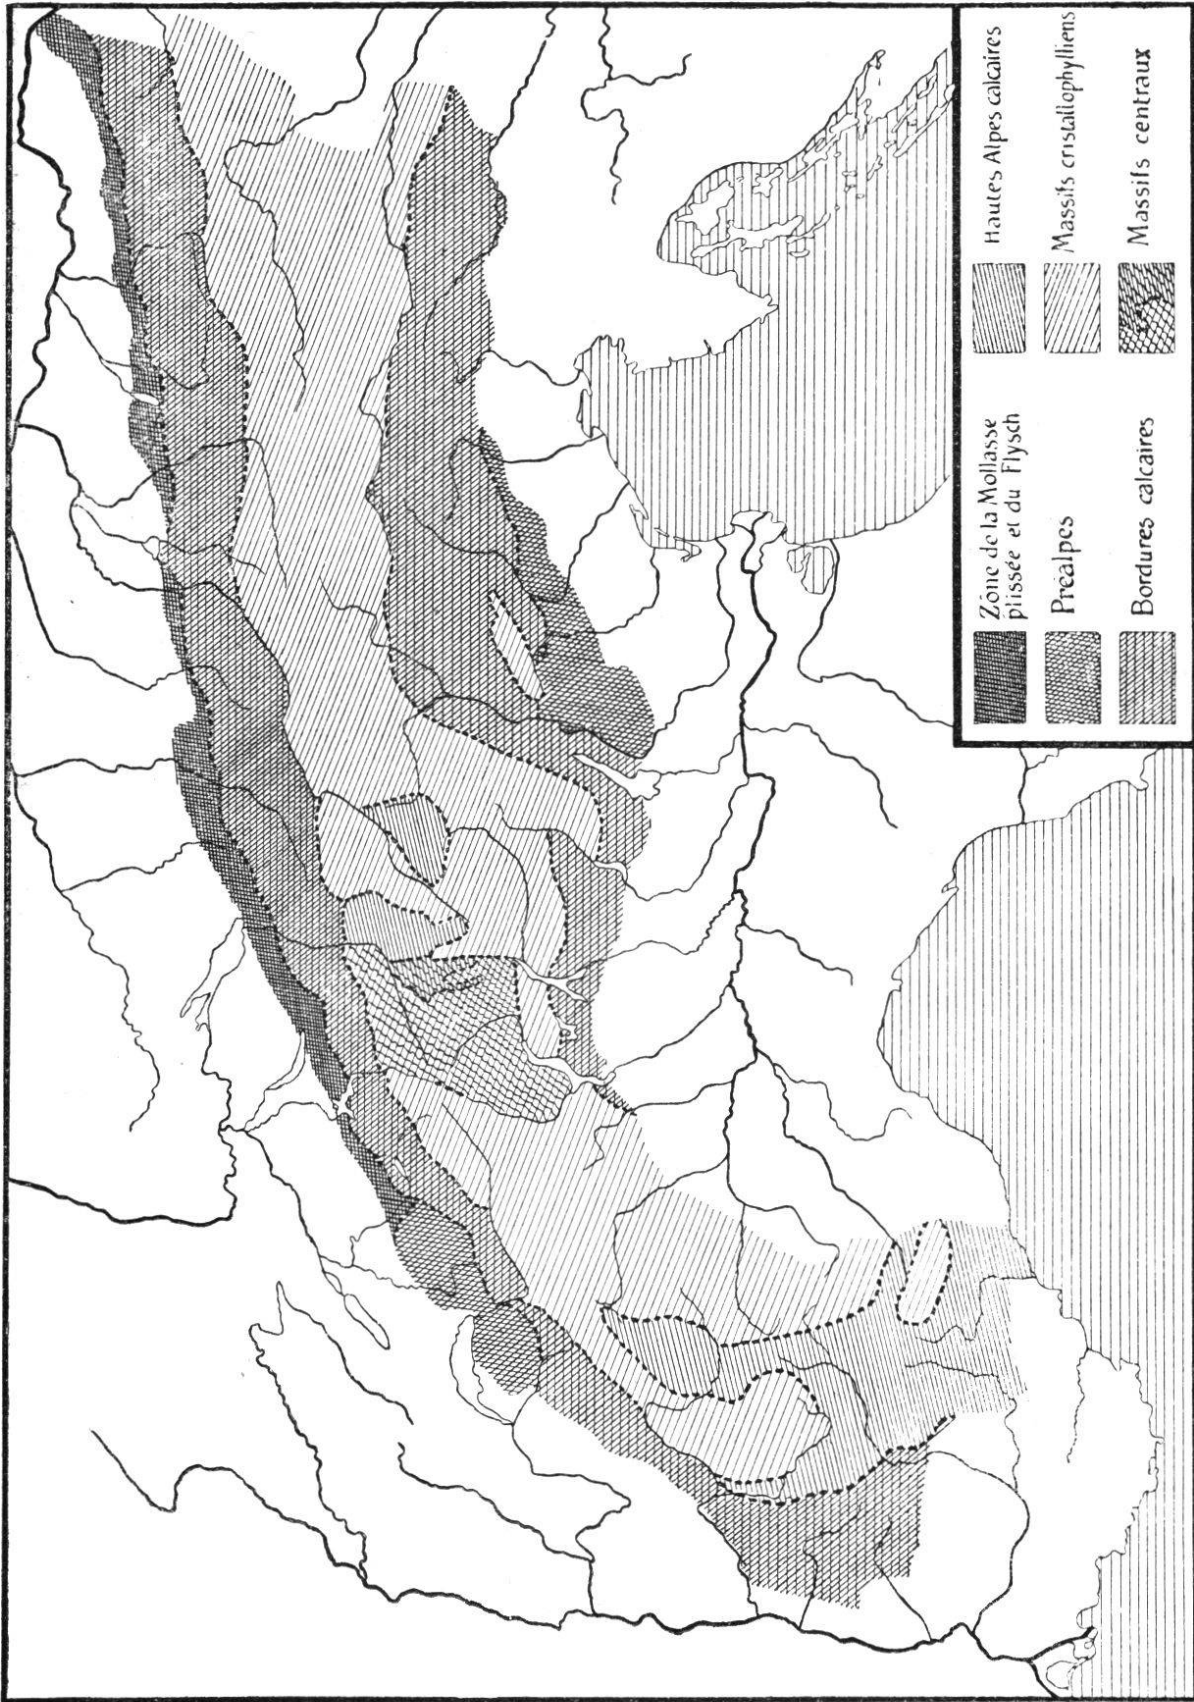 Zône de la Mollasse
plissée et du Flysch
Préalpes
Bordures calcaires
Hautes Alpes calcaires
Massifs cristallophylliens
Massifs centraux